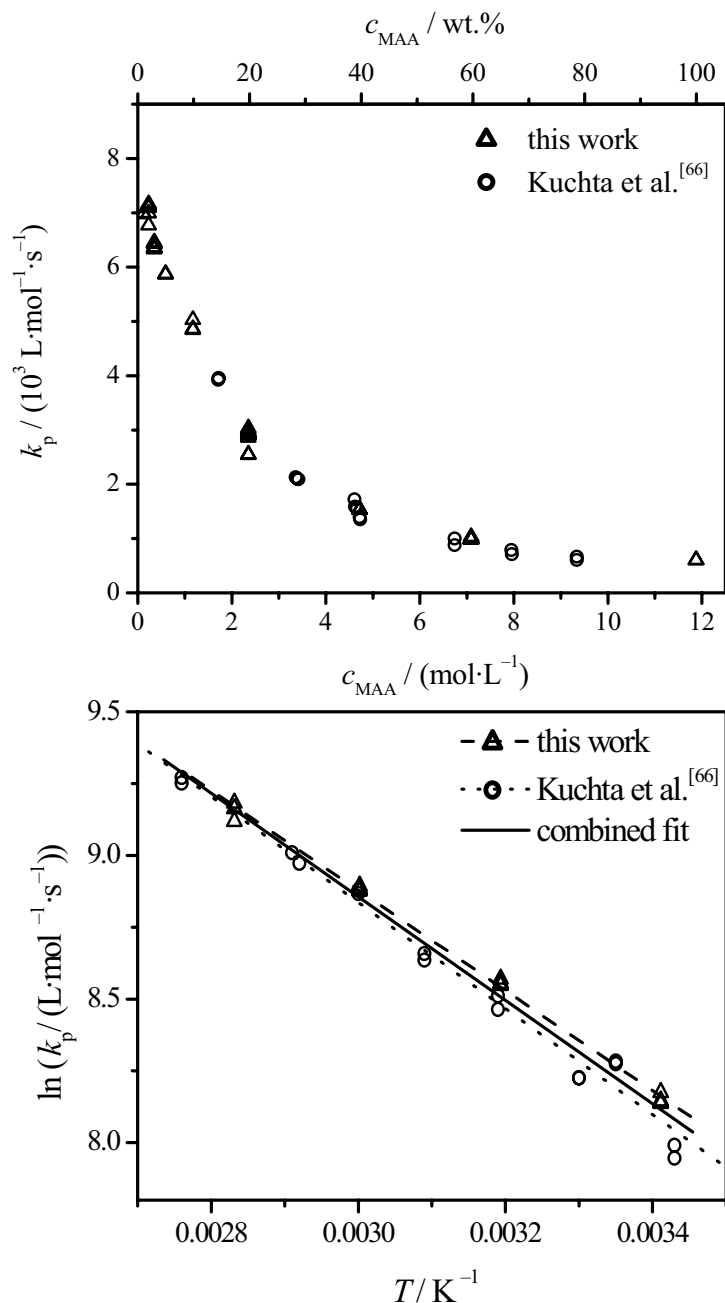 c_MAA / wt.%
0 20 40 60 80 100
8
6
4
2
0
k_p / (10³ L·mol⁻¹·s⁻¹)
this work
Kuchta et al.[66]
0 2 4 6 8 10 12
c_MAA / (mol·L⁻¹)
9.5
9.0
8.5
8.0
ln (k_p / (L·mol⁻¹·s⁻¹))
this work
Kuchta et al.[66]
combined fit
0.0028 0.0030 0.0032 0.0034
T / K⁻¹